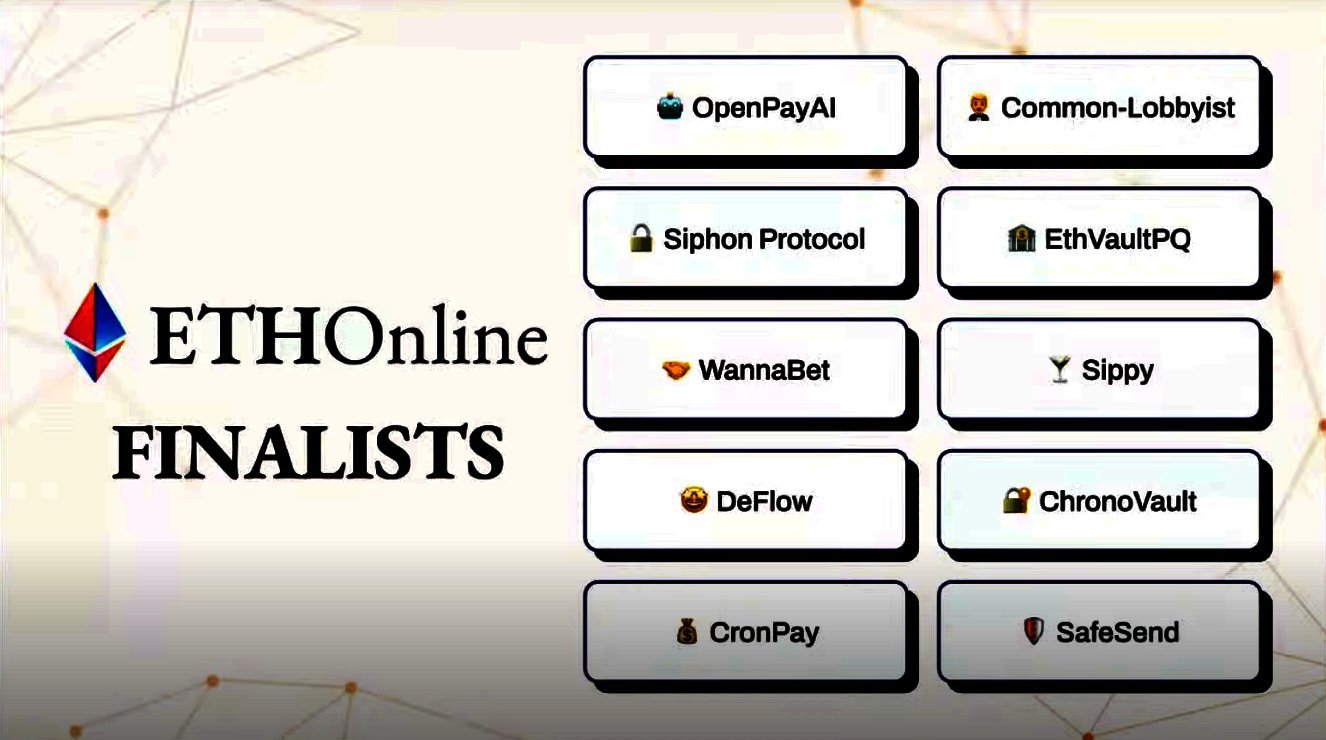 ETHOnline
FINALISTS
OpenPayAI
Common-Lobbyist
Siphon Protocol
EthVaultPQ
WannaBet
Sippy
DeFlow
ChronoVault
CronPay
SafeSend